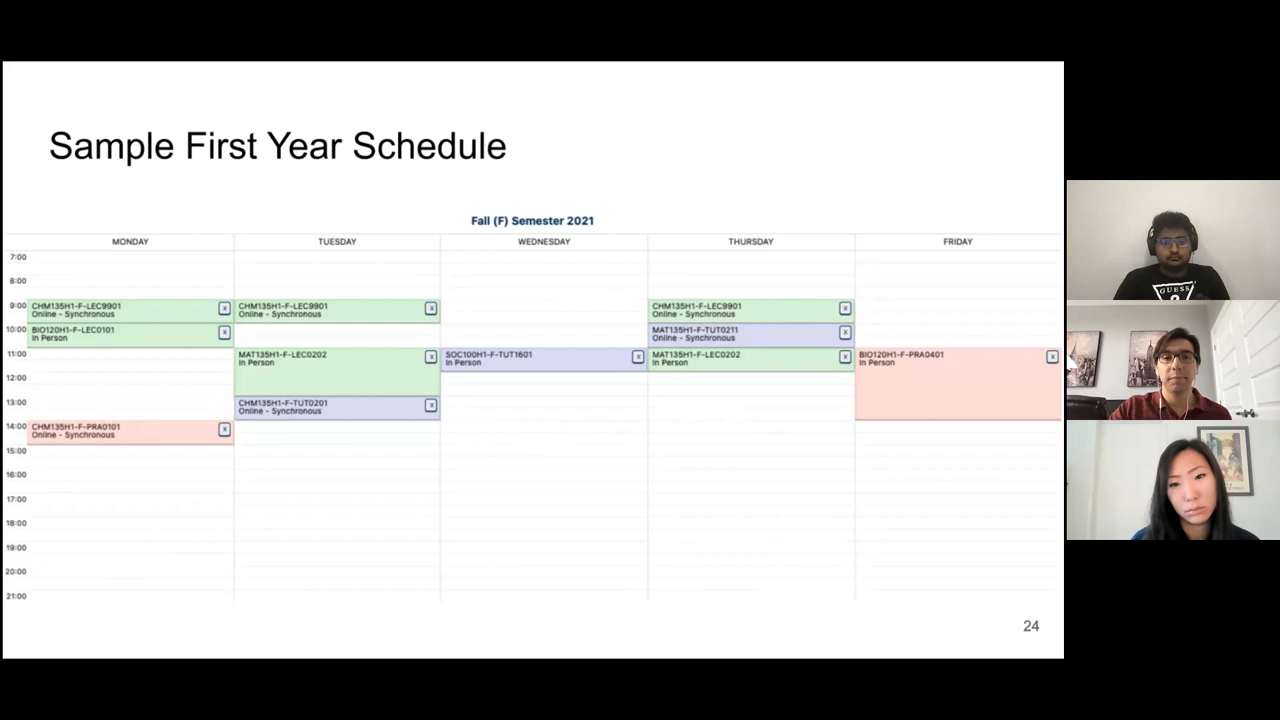 Sample First Year Schedule
Fall (F) Semester 2021
MONDAY TUESDAY WEDNESDAY THURSDAY FRIDAY
7:00
8:00
9:00 CHM135H1-F-LEC9901 x CHM135H1-F-LEC9901 x CHM135H1-F-LEC9901 x
Online - Synchronous Online - Synchronous Online - Synchronous
10:00 BIO120H1-F-LEC0101 x MAT135H1-F-TUT0211 x
In Person Online - Synchronous
11:00 MAT135H1-F-LEC0202 x SOC100H1-F-TUT1601 x MAT135H1-F-LEC0202 x BIO120H1-F-PRA0401 x
In Person In Person In Person In Person
12:00
13:00 CHM135H1-F-TUT0201 x
Online - Synchronous
14:00 CHM135H1-F-PRA0101 x
Online - Synchronous
15:00
16:00
17:00
18:00
19:00
20:00
21:00
24
GUESS